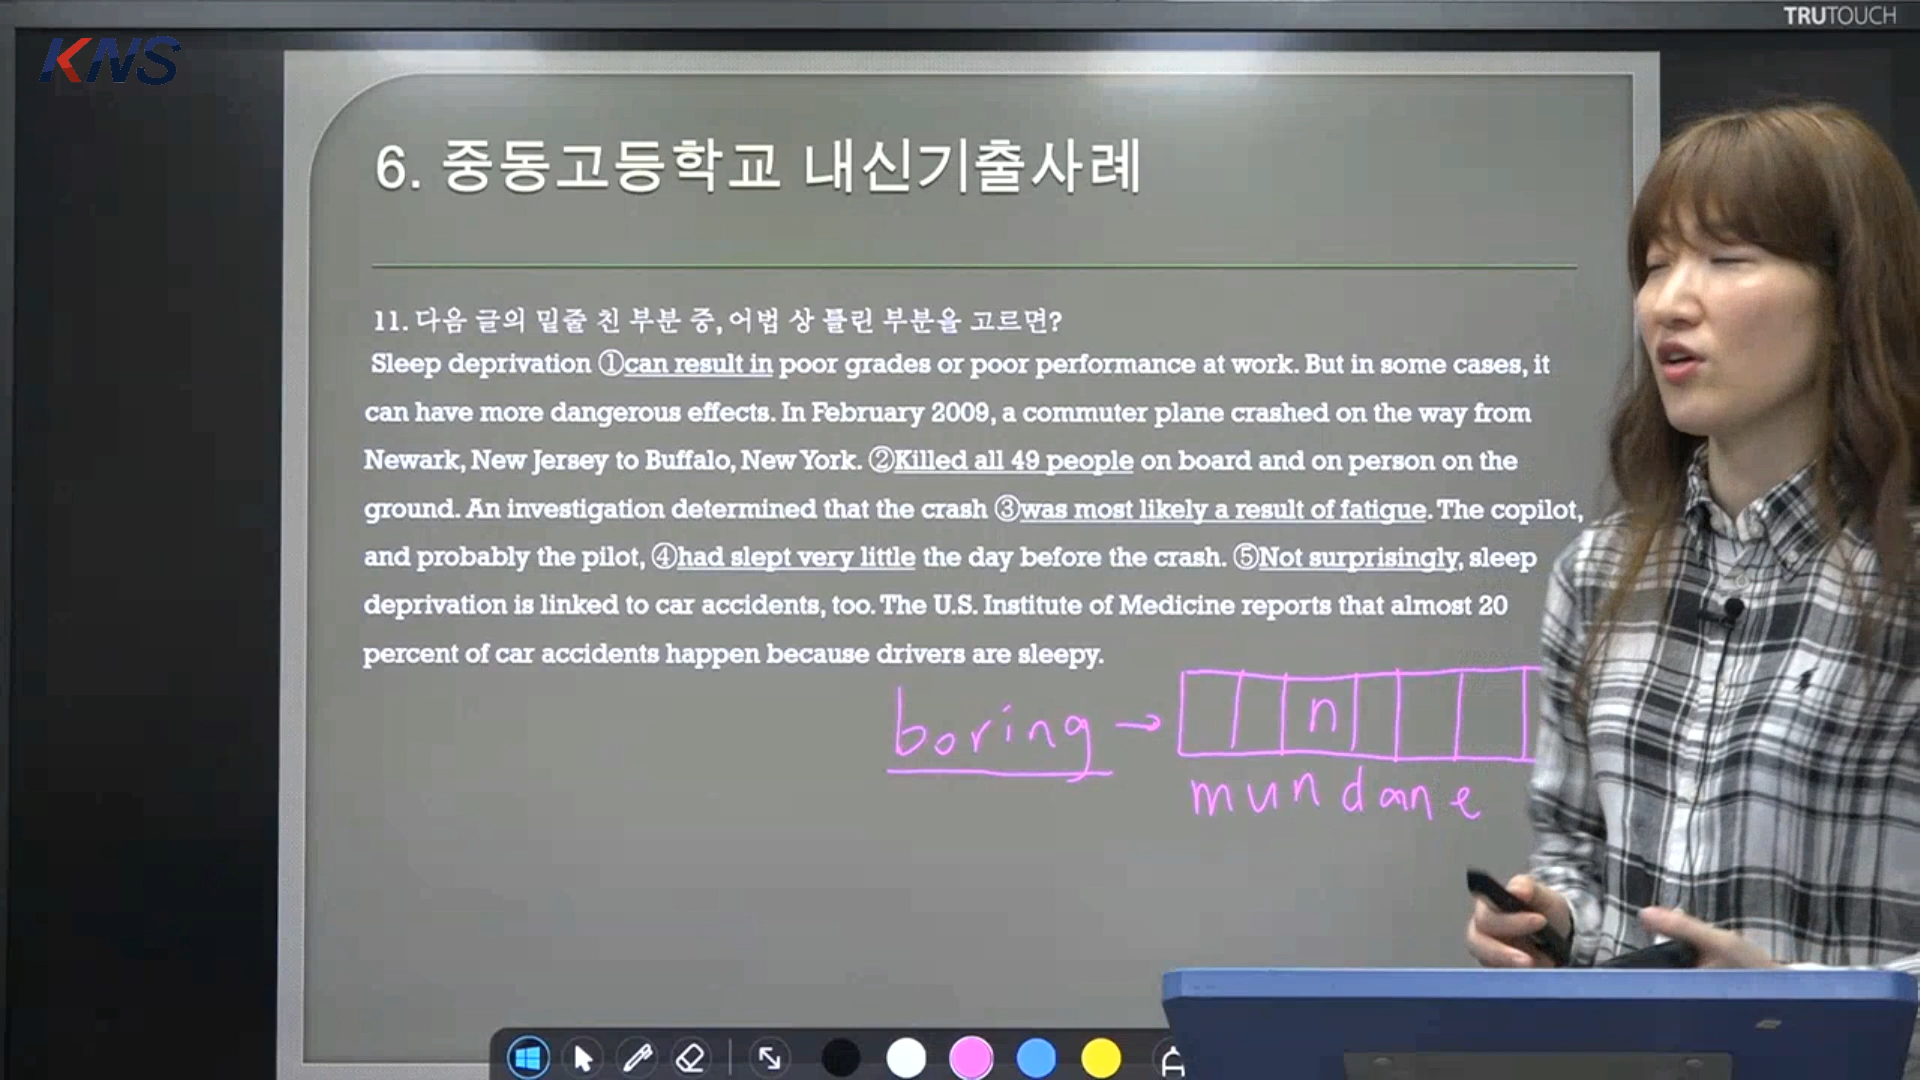 TRUTOUCH
KNS
6. 중동고등학교 내신기출사례
11. 다음 글의 밑줄 친 부분 중, 어법 상 틀린 부분을 고르면?
Sleep deprivation ①can result in poor grades or poor performance at work. But in some cases, it
can have more dangerous effects. In February 2009, a commuter plane crashed on the way from
Newark, New Jersey to Buffalo, New York. ②Killed all 49 people on board and on person on the
ground. An investigation determined that the crash ③was most likely a result of fatigue. The copilot,
and probably the pilot, ④had slept very little the day before the crash. ⑤Not surprisingly, sleep
deprivation is linked to car accidents, too. The U.S. Institute of Medicine reports that almost 20
percent of car accidents happen because drivers are sleepy.
boring → n
mundane